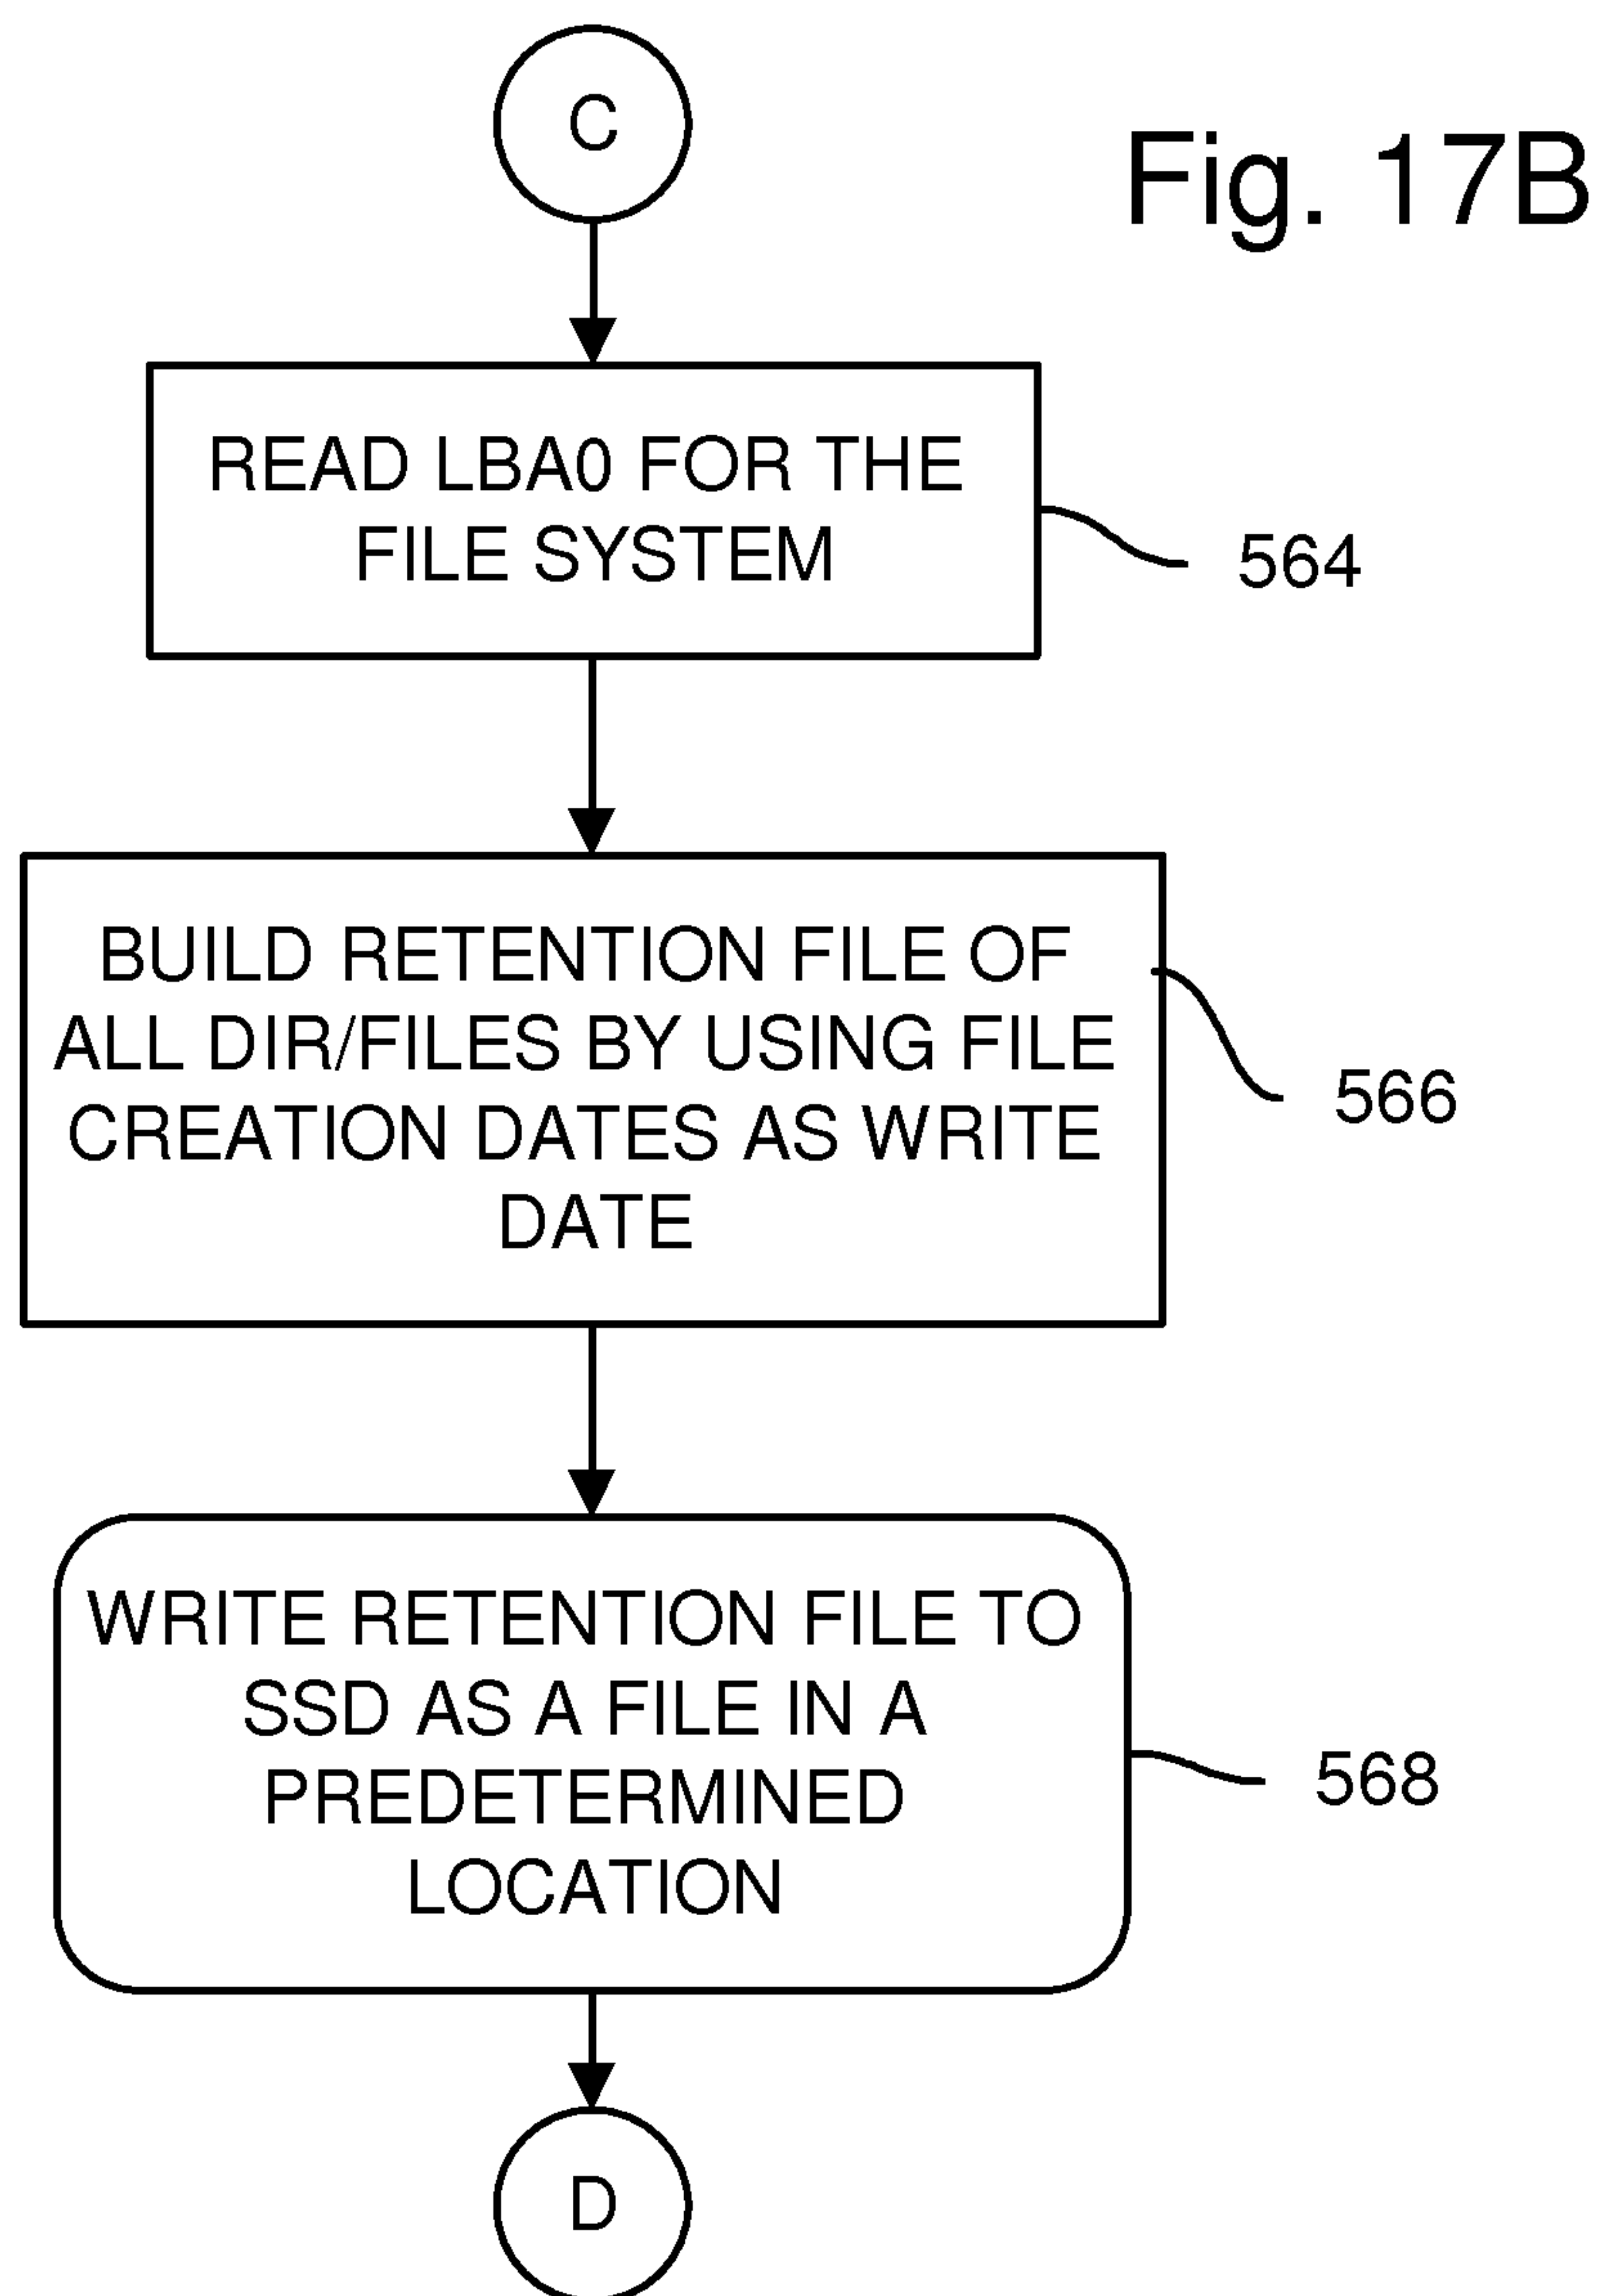 C
Fig. 17B
READ LBA0 FOR THE
FILE SYSTEM
564
BUILD RETENTION FILE OF
ALL DIR/FILES BY USING FILE
CREATION DATES AS WRITE
DATE
566
WRITE RETENTION FILE TO
SSD AS A FILE IN A
PREDETERMINED
LOCATION
568
D